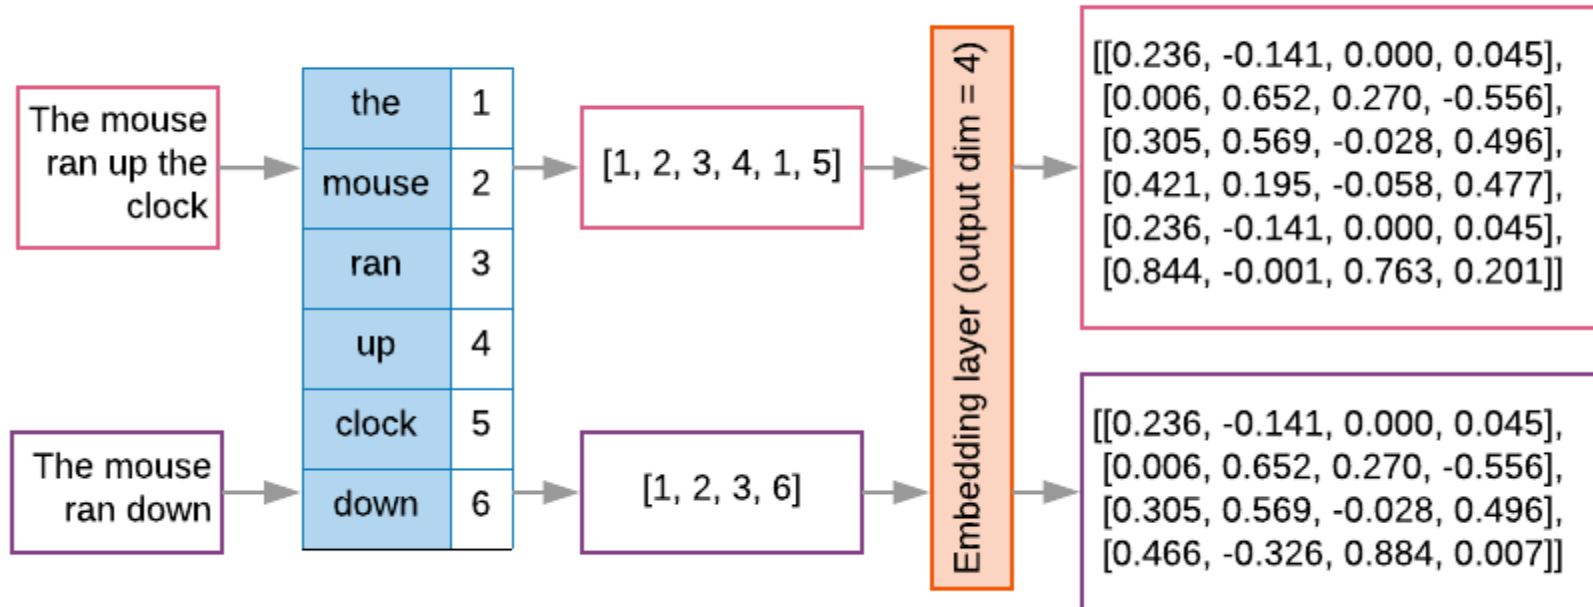 The mouse
ran up the
clock
the 1
mouse 2
ran 3
up 4
clock 5
down 6
[1, 2, 3, 4, 1, 5]
Embedding layer (output dim = 4)
[[0.236, -0.141, 0.000, 0.045],
[0.006, 0.652, 0.270, -0.556],
[0.305, 0.569, -0.028, 0.496],
[0.421, 0.195, -0.058, 0.477],
[0.236, -0.141, 0.000, 0.045],
[0.844, -0.001, 0.763, 0.201]]
The mouse
ran down
[1, 2, 3, 6]
[[0.236, -0.141, 0.000, 0.045],
[0.006, 0.652, 0.270, -0.556],
[0.305, 0.569, -0.028, 0.496],
[0.466, -0.326, 0.884, 0.007]]